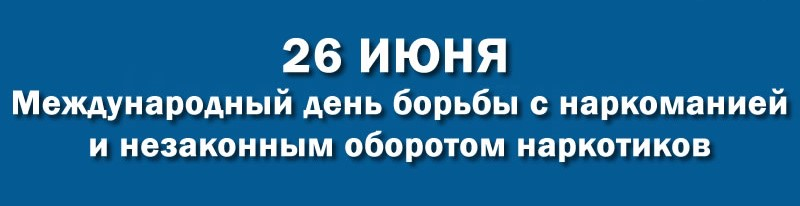 26 ИЮНЯ
Международный день борьбы с наркоманией
и незаконным оборотом наркотиков